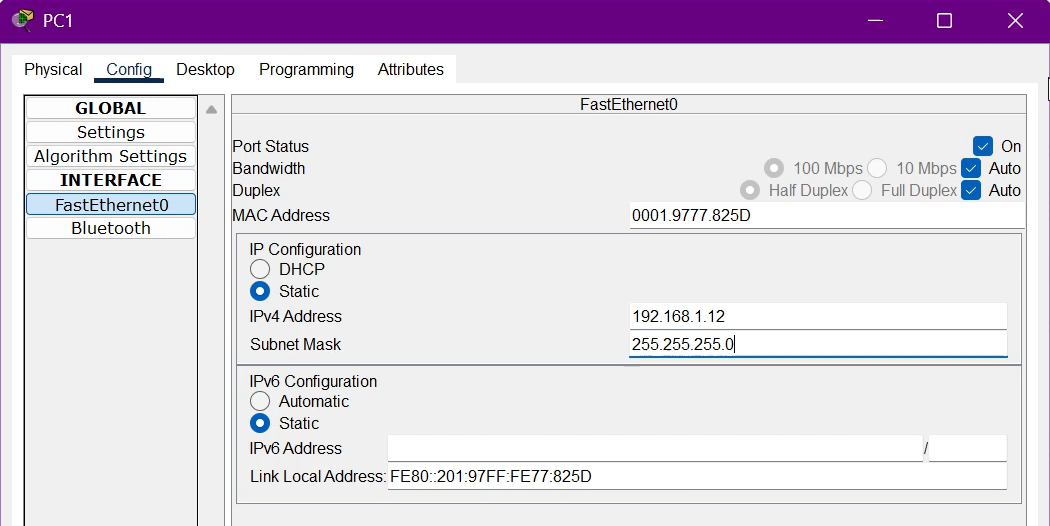 PC1
Physical Config Desktop Programming Attributes
GLOBAL
Settings
Algorithm Settings
INTERFACE
FastEthernet0
Bluetooth
FastEthernet0
Port Status On
Bandwidth 100 Mbps 10 Mbps Auto
Duplex Half Duplex Full Duplex Auto
MAC Address 0001.9777.825D
IP Configuration
DHCP
Static
IPv4 Address 192.168.1.12
Subnet Mask 255.255.255.0
IPv6 Configuration
Automatic
Static
IPv6 Address /
Link Local Address: FE80::201:97FF:FE77:825D